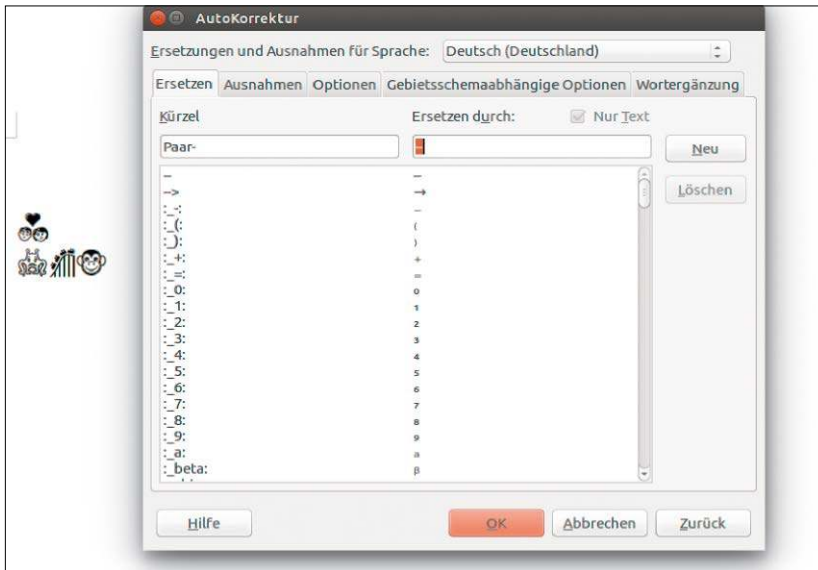 AutoKorrektur
Ersetzungen und Ausnahmen für Sprache: Deutsch (Deutschland)
Ersetzen Ausnahmen Optionen Gebietsschemaabhängige Optionen Wortergänzung
Kürzel Ersetzen durch: Nur Text
Paar- Neu
– –
–> → Löschen
:_-: ₋
:_(: ₍
:_): ₎
:_+: ₊
:_=: ₌
:_0: ₀
:_1: ₁
:_2: ₂
:_3: ₃
:_4: ₄
:_5: ₅
:_6: ₆
:_7: ₇
:_8: ₈
:_9: ₉
:_a: ₐ
:_beta: ᵦ
Hilfe OK Abbrechen Zurück